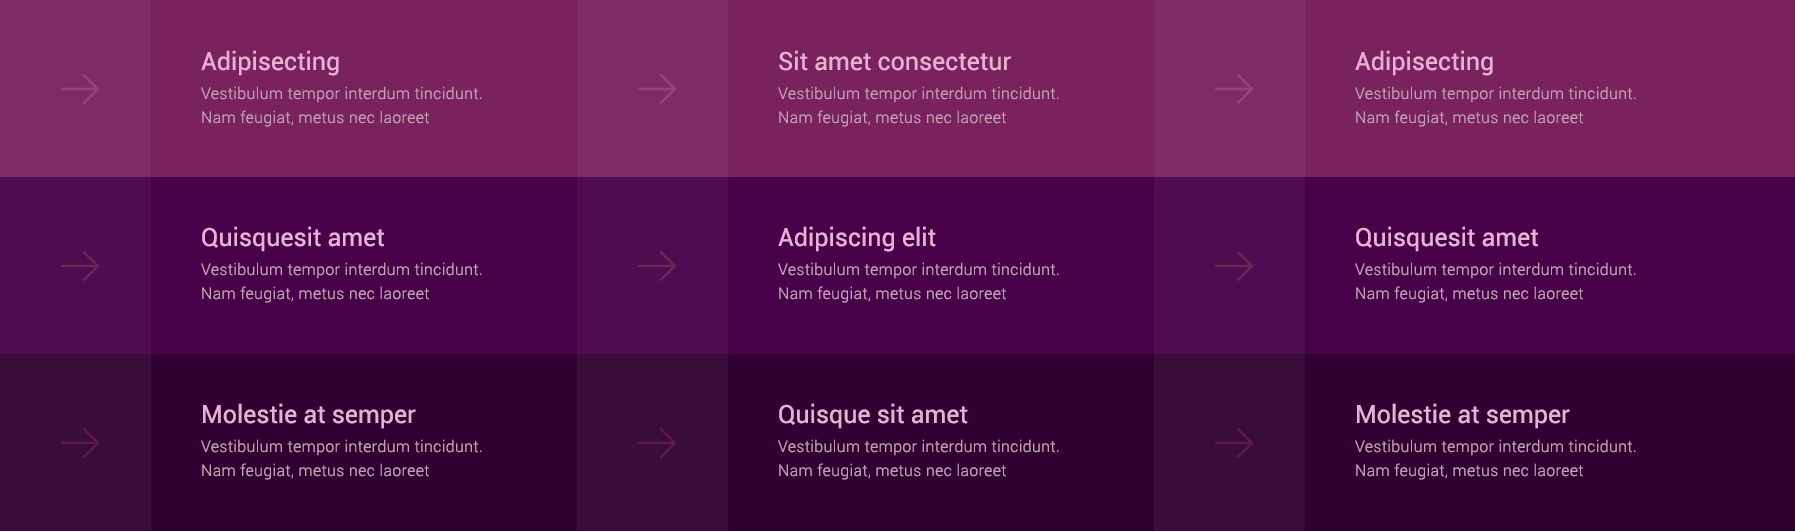 Adipisecting
Vestibulum tempor interdum tincidunt.
Nam feugiat, metus nec laoreet
Sit amet consectetur
Vestibulum tempor interdum tincidunt.
Nam feugiat, metus nec laoreet
Adipisecting
Vestibulum tempor interdum tincidunt.
Nam feugiat, metus nec laoreet
Quisquesit amet
Vestibulum tempor interdum tincidunt.
Nam feugiat, metus nec laoreet
Adipiscing elit
Vestibulum tempor interdum tincidunt.
Nam feugiat, metus nec laoreet
Quisquesit amet
Vestibulum tempor interdum tincidunt.
Nam feugiat, metus nec laoreet
Molestie at semper
Vestibulum tempor interdum tincidunt.
Nam feugiat, metus nec laoreet
Quisque sit amet
Vestibulum tempor interdum tincidunt.
Nam feugiat, metus nec laoreet
Molestie at semper
Vestibulum tempor interdum tincidunt.
Nam feugiat, metus nec laoreet